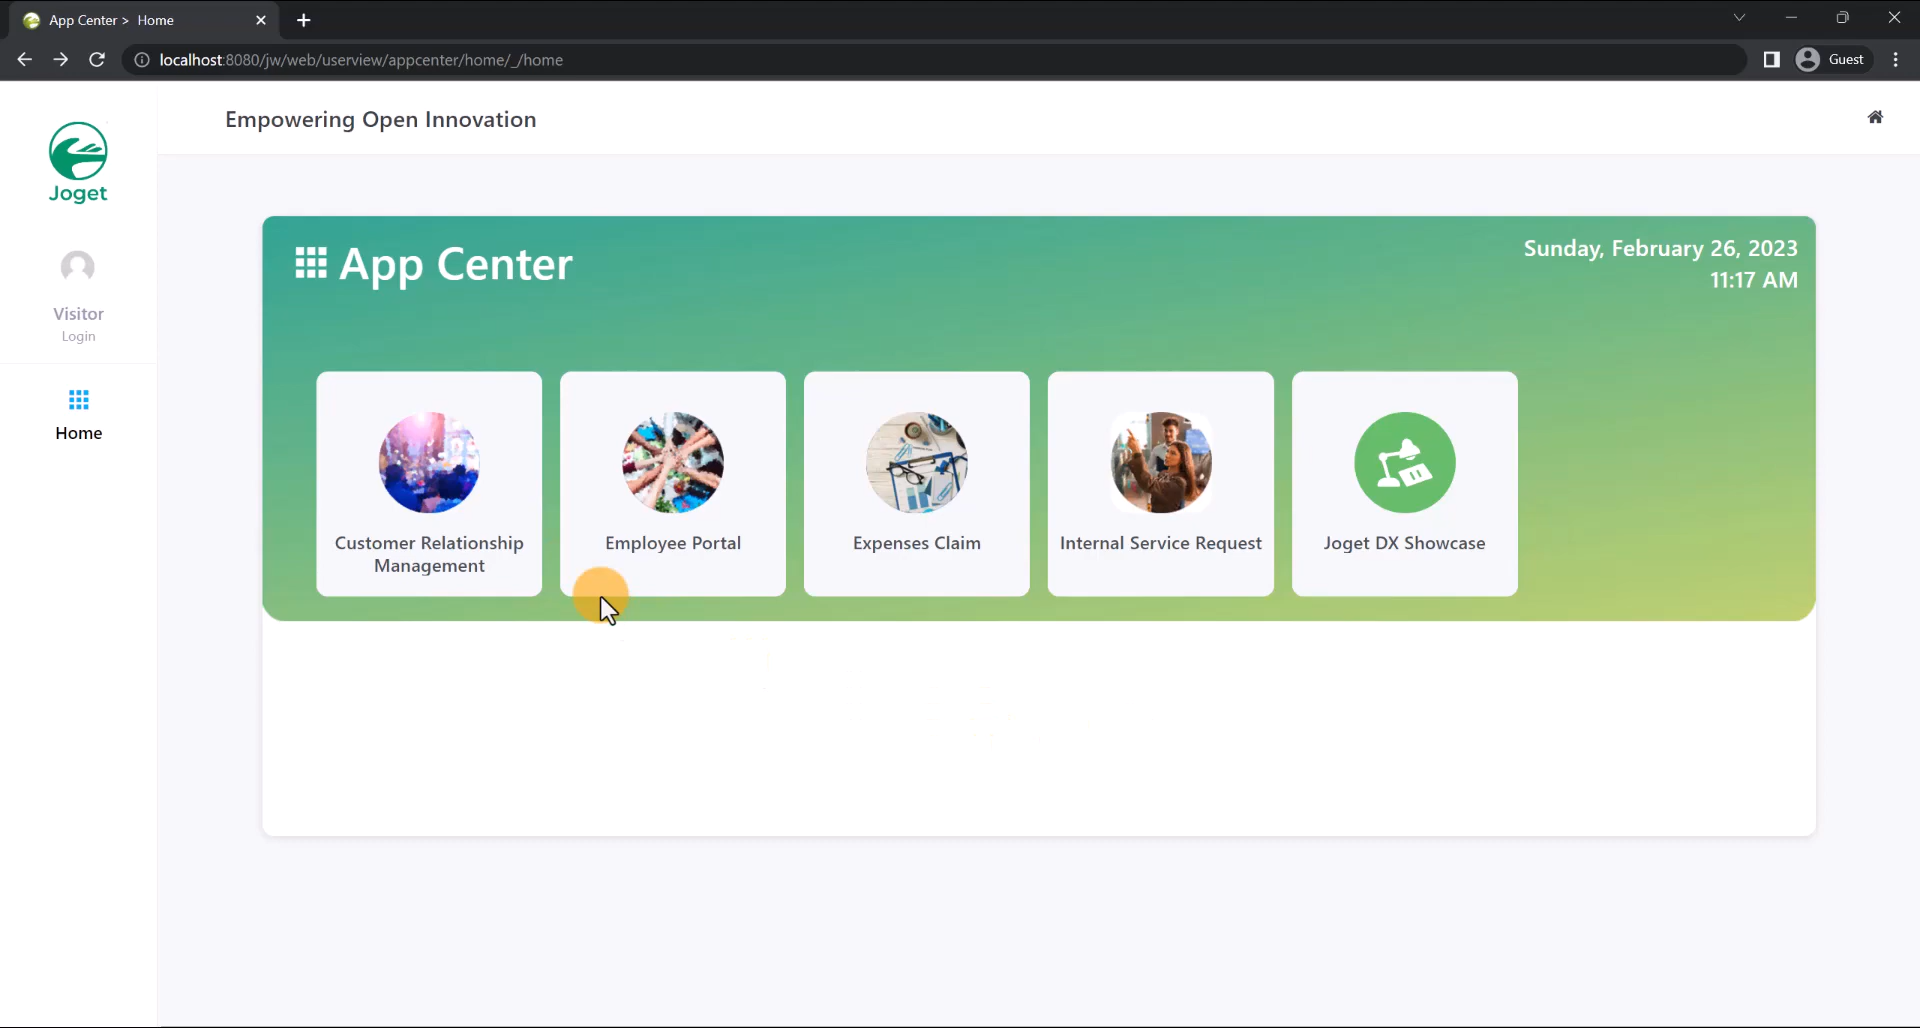 App Center > Home
localhost:8080/jw/web/userview/appcenter/home/_/home
Guest
Joget
Empowering Open Innovation
Visitor
Login
Home
App Center
Sunday, February 26, 2023
11:17 AM
Customer Relationship
Management
Employee Portal
Expenses Claim
Internal Service Request
Joget DX Showcase